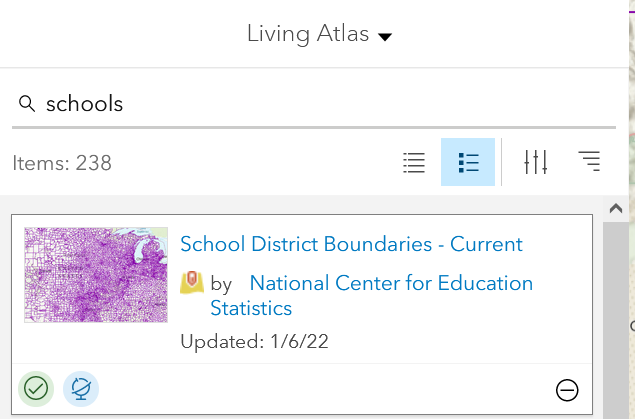 Living Atlas
schools
Items: 238
School District Boundaries - Current
by National Center for Education
Statistics
Updated: 1/6/22